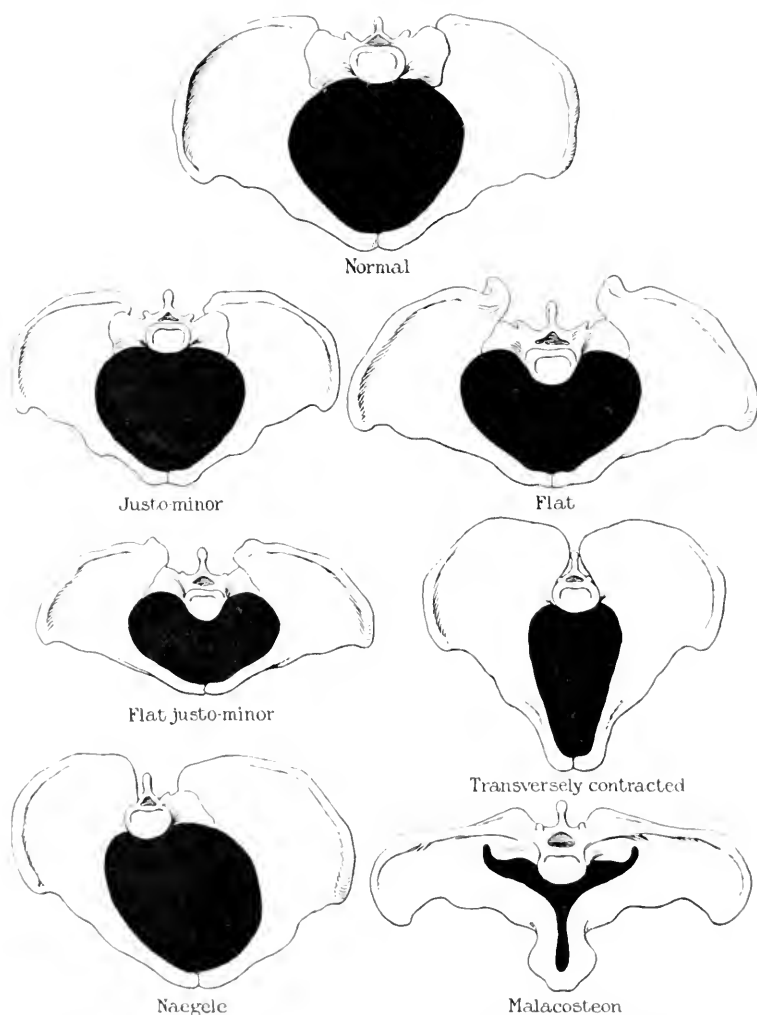 Normal
Justo-minor
Flat
Flat justo-minor
Transversely contracted
Naegele
Malacosteon